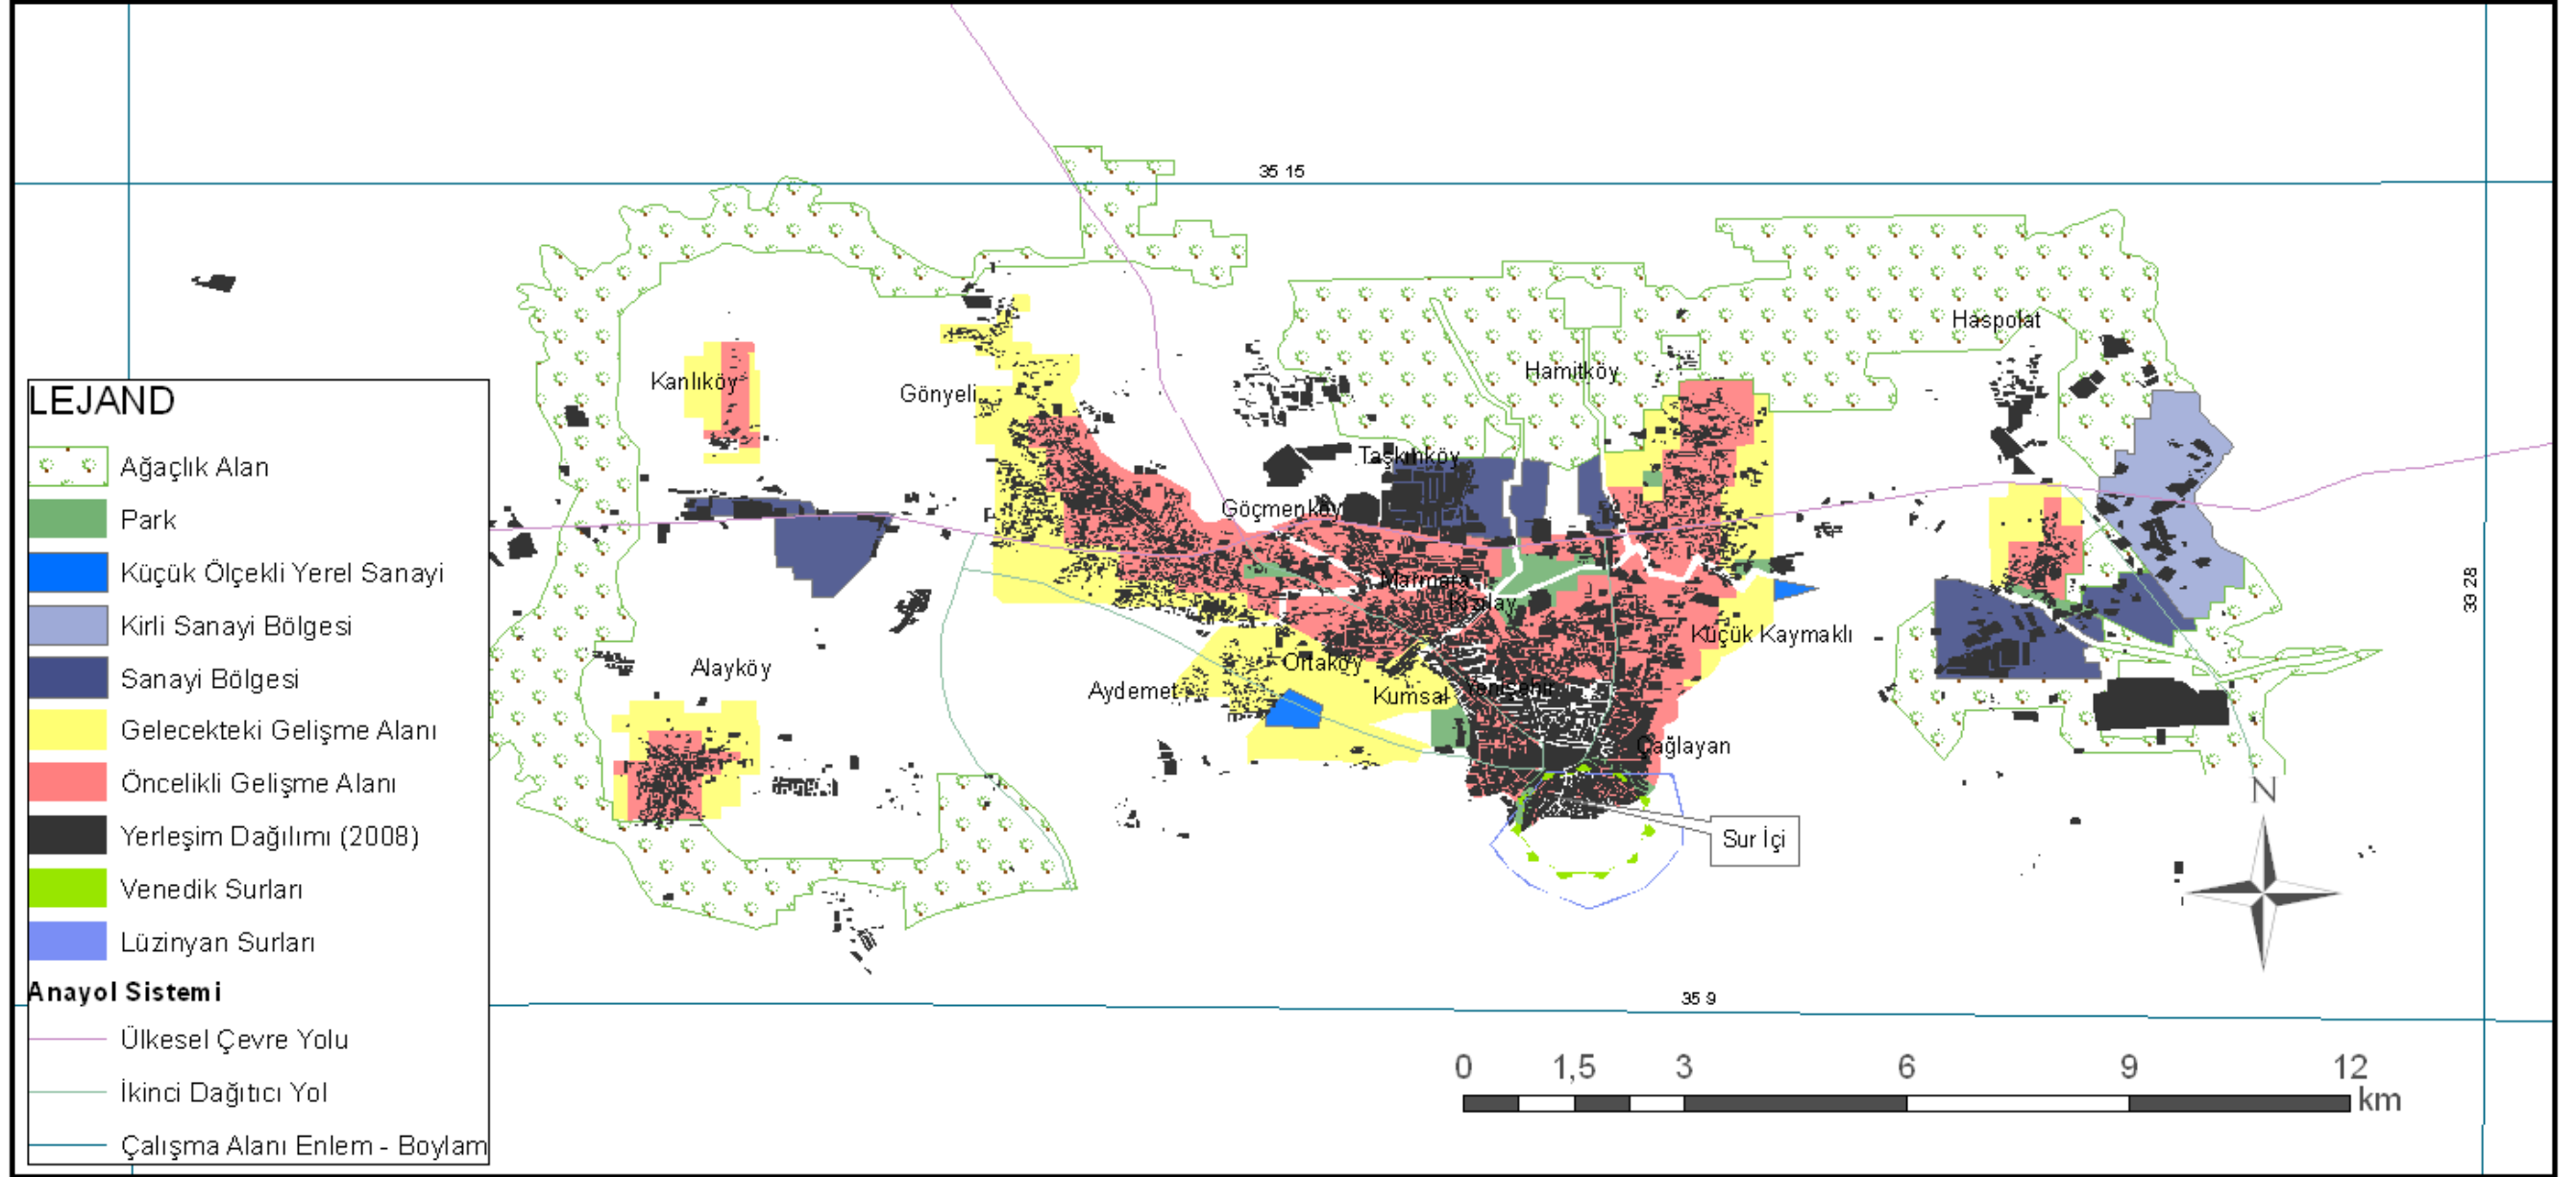 35 15
Haspolat
Hamitköy
Kanlıköy
Gönyeli
LEJAND
Ağaçlık Alan
Park
Küçük Ölçekli Yerel Sanayi
Kirli Sanayi Bölgesi
Sanayi Bölgesi
Gelecekteki Gelişme Alanı
Öncelikli Gelişme Alanı
Yerleşim Dağılımı (2008)
Venedik Surları
Lüzinyan Surları
Anayol Sistemi
Ülkesel Çevre Yolu
İkinci Dağıtıcı Yol
Çalışma Alanı Enlem - Boylam
Taşkınköy
Göçmenköy
Marmara
Kızılay
33 28
Küçük Kaymaklı
Alayköy
Ortaköy
Aydemet
Kumsal
Yenişehir
Çağlayan
N
Sur İçi
35 9
0 1,5 3 6 9 12
km